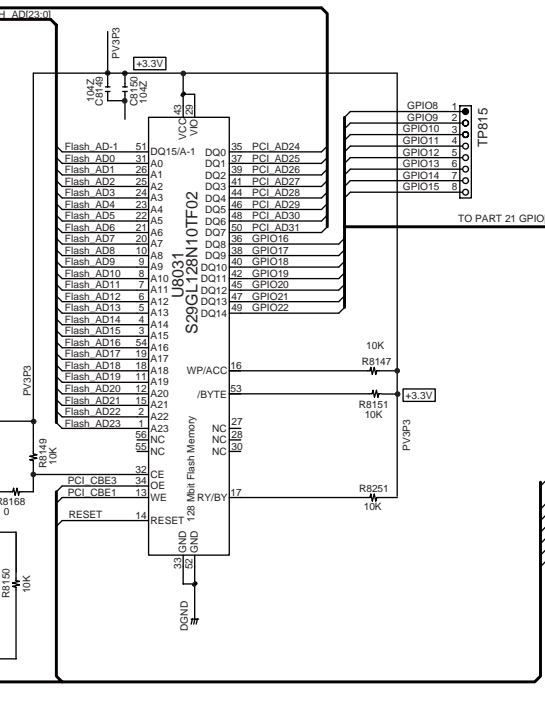 H_AD[23:0]
PV3P3
+3.3V
104Z
C8149
C8150
104Z
43
29
VCC
VIO
Flash_AD-1 51 DQ15/A-1 DQ0 35 PCI_AD24
Flash_AD0 31 A0 DQ1 37 PCI_AD25
Flash_AD1 26 A1 DQ2 39 PCI_AD26
Flash_AD2 25 A2 DQ3 41 PCI_AD27
Flash_AD3 24 A3 DQ4 44 PCI_AD28
Flash_AD4 23 A4 DQ5 46 PCI_AD29
Flash_AD5 22 A5 DQ6 48 PCI_AD30
Flash_AD6 21 A6 DQ7 50 PCI_AD31
Flash_AD7 20 A7 DQ8 36 GPIO16
Flash_AD8 10 A8 DQ9 38 GPIO17
Flash_AD9 9 A9 DQ10 40 GPIO18
Flash_AD10 8 A10 DQ11 42 GPIO19
Flash_AD11 7 A11 DQ12 45 GPIO20
Flash_AD12 6 A12 DQ13 47 GPIO21
Flash_AD13 5 A13 DQ14 49 GPIO22
Flash_AD14 4 A14
Flash_AD15 3 A15
Flash_AD16 54 A16
Flash_AD17 19 A17
Flash_AD18 18 A18 WP/ACC 16
Flash_AD19 11 A19
Flash_AD20 12 A20 /BYTE 53
Flash_AD21 15 A21
Flash_AD22 2 A22
Flash_AD23 1 A23 NC 27
56 NC NC 28
55 NC NC 30
U8031
S29GL128N10TF02
128 Mbit Flash Memory
32 CE
PCI_CBE3 34 OE
PCI_CBE1 13 WE RY/BY 17
RESET 14 RESET
GND
GND
33
52
DGND
GPIO8 1
GPIO9 2
GPIO10 3
GPIO11 4
GPIO12 5
GPIO13 6
GPIO14 7
GPIO15 8
TP815
TO PART 21 GPIO
10K
R8147
R8151
10K
+3.3V
PV3P3
R8251
10K
PV3P3
R8149
10K
R8168
0
R8150
10K